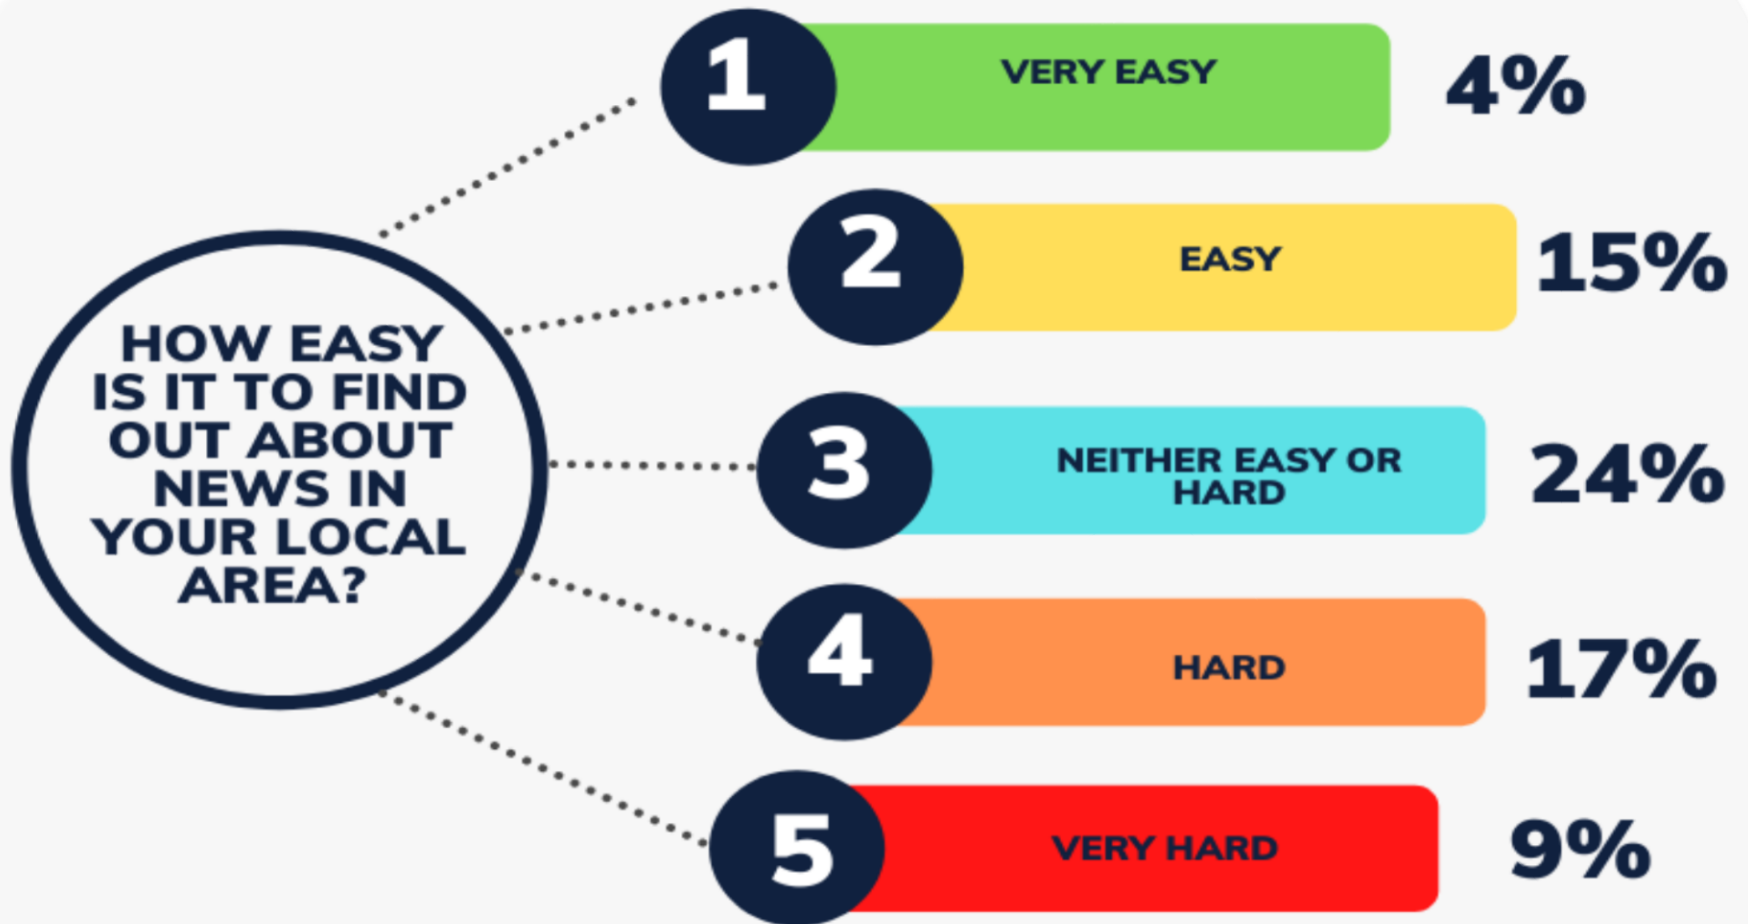 HOW EASY
IS IT TO FIND
OUT ABOUT
NEWS IN
YOUR LOCAL
AREA?
1
VERY EASY
4%
2
EASY
15%
3
NEITHER EASY OR
HARD
24%
4
HARD
17%
5
VERY HARD
9%